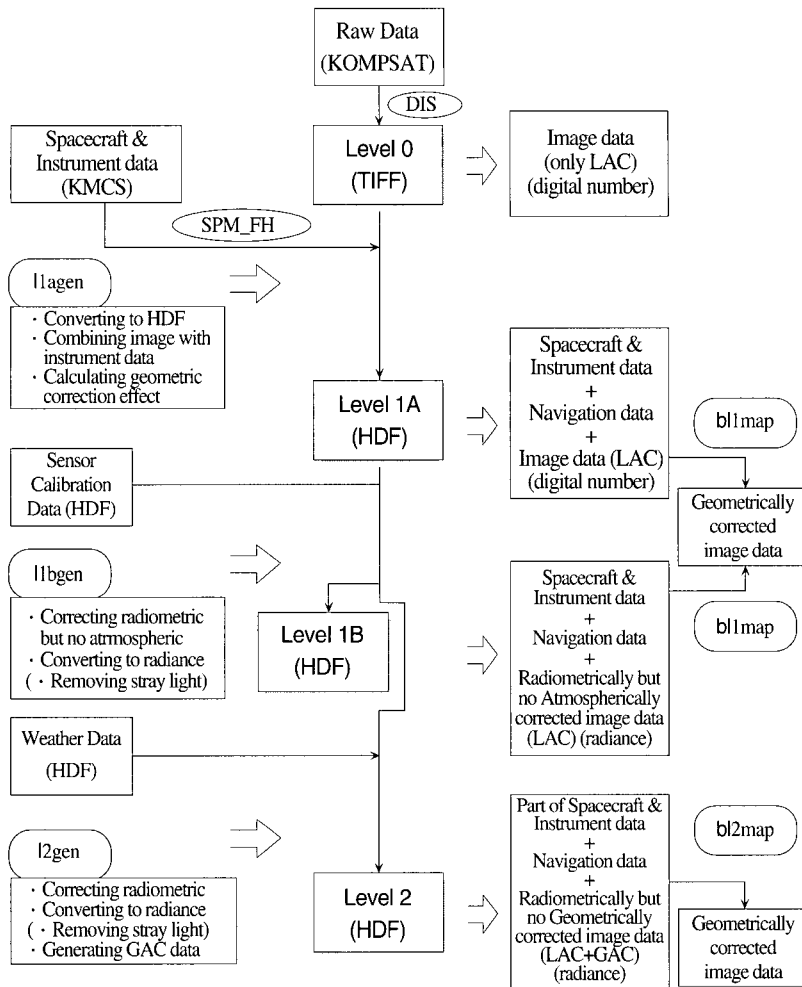 Raw Data
(KOMPSAT)
DIS
Spacecraft &
Instrument data
(KMCS)
Level 0
(TIFF)
Image data
(only LAC)
(digital number)
SPM_FH
l1agen
· Converting to HDF
· Combining image with
instrument data
· Calculating geometric
correction effect
Level 1A
(HDF)
Spacecraft &
Instrument data
+
Navigation data
+
Image data (LAC)
(digital number)
bl1map
Sensor
Calibration
Data (HDF)
Geometrically
corrected
image data
l1bgen
· Correcting radiometric
but no atrmospheric
· Converting to radiance
( · Removing stray light)
Level 1B
(HDF)
Spacecraft &
Instrument data
+
Navigation data
+
Radiometrically but
no Atmospherically
corrected image data
(LAC) (radiance)
bl1map
Weather Data
(HDF)
l2gen
· Correcting radiometric
· Converting to radiance
( · Removing stray light)
· Generating GAC data
Level 2
(HDF)
Part of Spacecraft &
Instrument data
+
Navigation data
+
Radiometrically but
no Geometrically
corrected image data
(LAC+GAC)
(radiance)
bl2map
Geometrically
corrected
image data